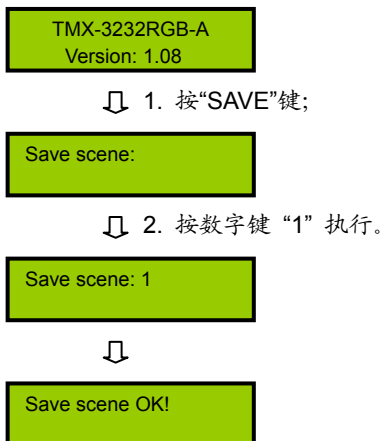 TMX-3232RGB-A
Version: 1.08
1. 按“SAVE”键;
Save scene:
2. 按数字键 “1” 执行。
Save scene: 1
Save scene OK!